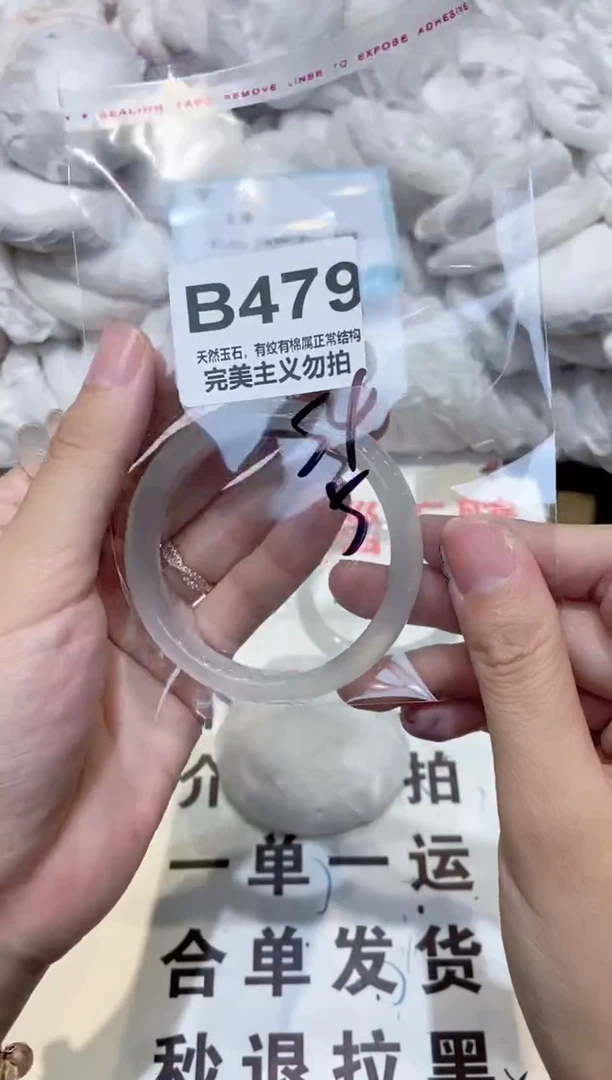 SEALING TAPE REMOVE LINER TO EXPOSE ADHESIVE
B479
天然玉石，有纹有棉属正常结构
完美主义勿拍
介 拍
一单一运
合单发货
秒退拉黑